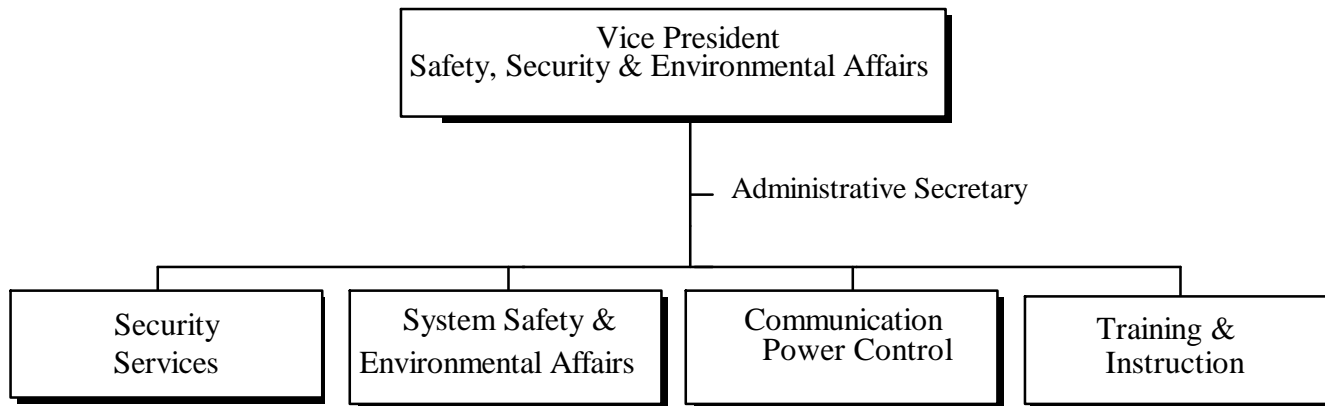 Vice President
Safety, Security & Environmental Affairs
Administrative Secretary
Security
Services
System Safety &
Environmental Affairs
Communication
Power Control
Training &
Instruction